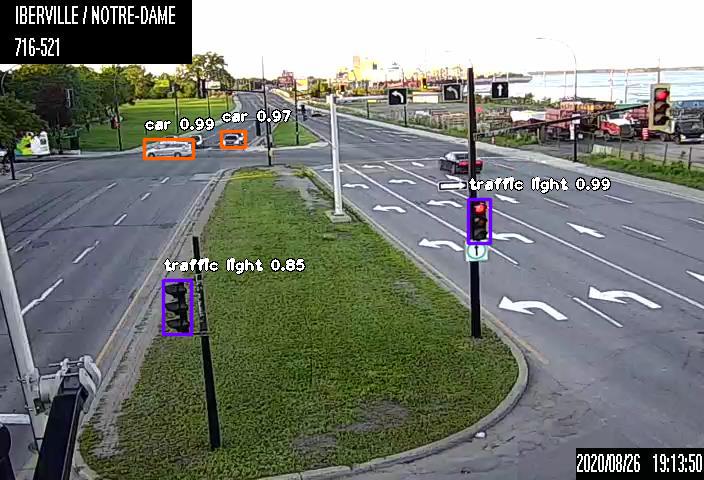 IBERVILLE / NOTRE-DAME
716-521
car 0.99
car 0.97
traffic light 0.99
traffic light 0.85
2020/08/26 19:13:50